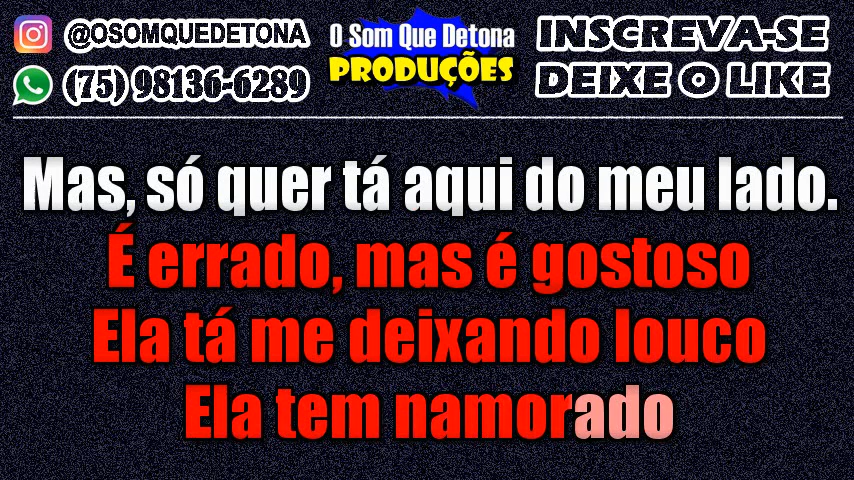 @OSOMQUEDETONA
(75) 98136-6289
O Som Que Detona
PRODUÇÕES
INSCREVA-SE
DEIXE O LIKE
Mas, só quer tá aqui do meu lado.
É errado, mas é gostoso
Ela tá me deixando louco
Ela tem namorado